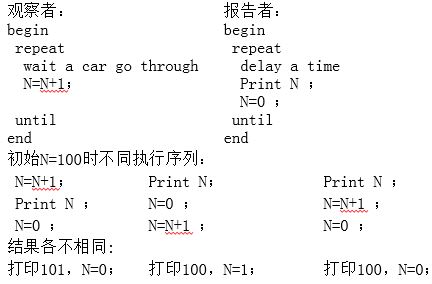 观察者:                报告者:
begin                  begin
repeat                 repeat
wait a car go through  delay a time
N=N+1;                 Print N ;
                       N=0 ;
until                  until
end                    end
初始N=100时不同执行序列:
N=N+1;     Print N;     Print N ;
Print N ;  N=0 ;        N=N+1 ;
N=0 ;      N=N+1 ;      N=0 ;
结果各不相同:
打印101, N=0;  打印100, N=1;  打印100, N=0;